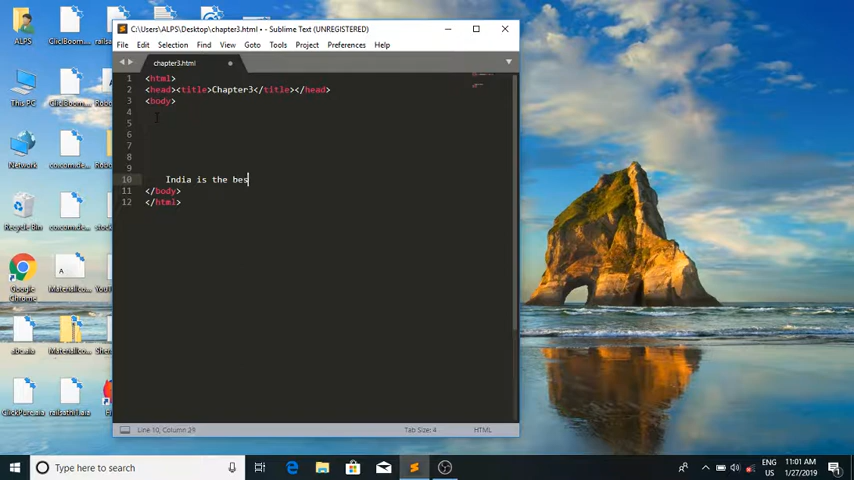 C:\Users\ALPS\Desktop\chapter3.html • - Sublime Text (UNREGISTERED)
File Edit Selection Find View Goto Tools Project Preferences Help
chapter3.html
1 <html>
2 <head><title>Chapter3</title></head>
3 <body>
4
5
6
7
8
9
10 India is the bes
11 </body>
12 </html>
ALPS
This PC
Network
Recycle Bin
Google
Chrome
Line 10, Column 29
Tab Size: 4
HTML
Type here to search
ENG
US
11:01 AM
1/27/2019